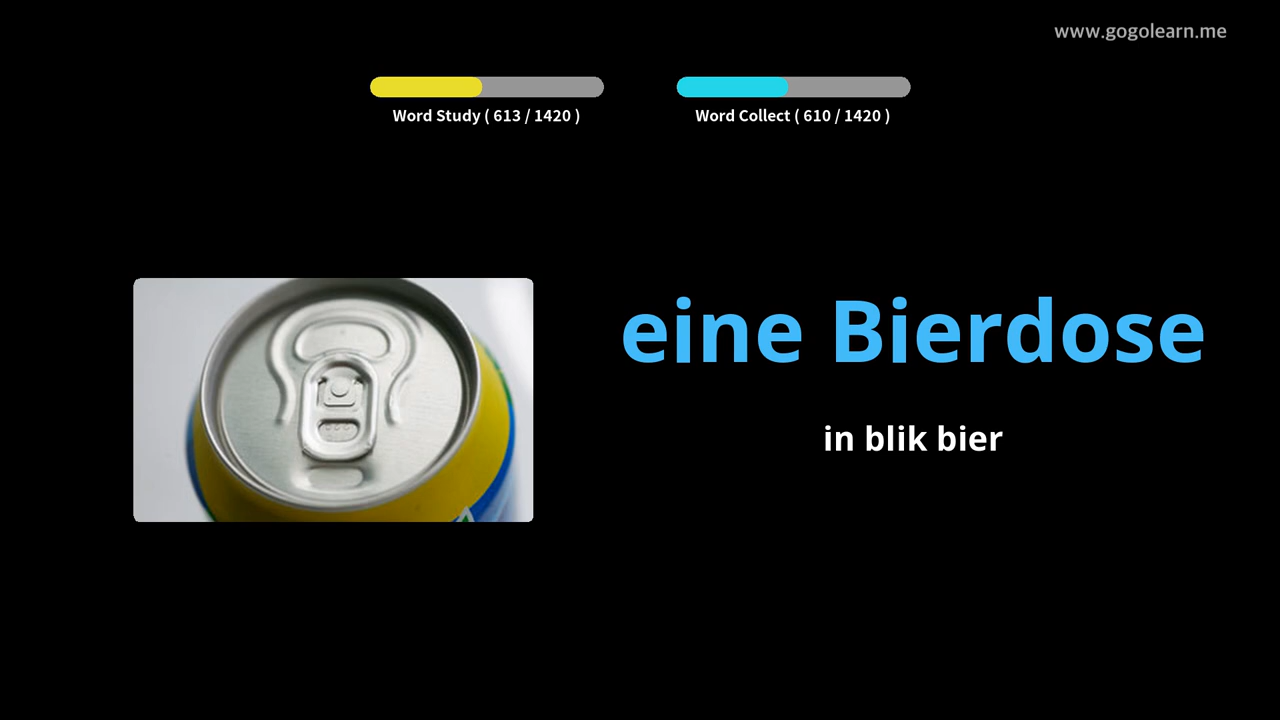 www.gogolearn.me
Word Study ( 613 / 1420 )
Word Collect ( 610 / 1420 )
eine Bierdose
in blik bier